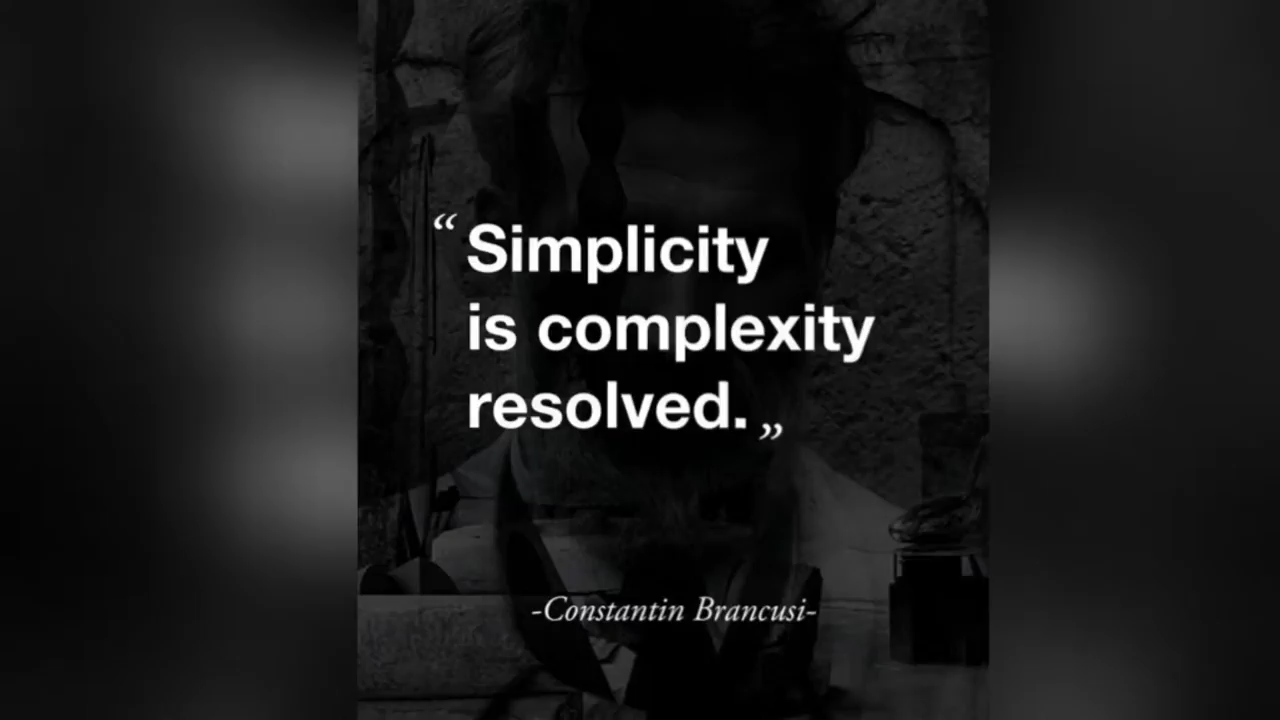 “Simplicity
is complexity
resolved.”
-Constantin Brancusi-